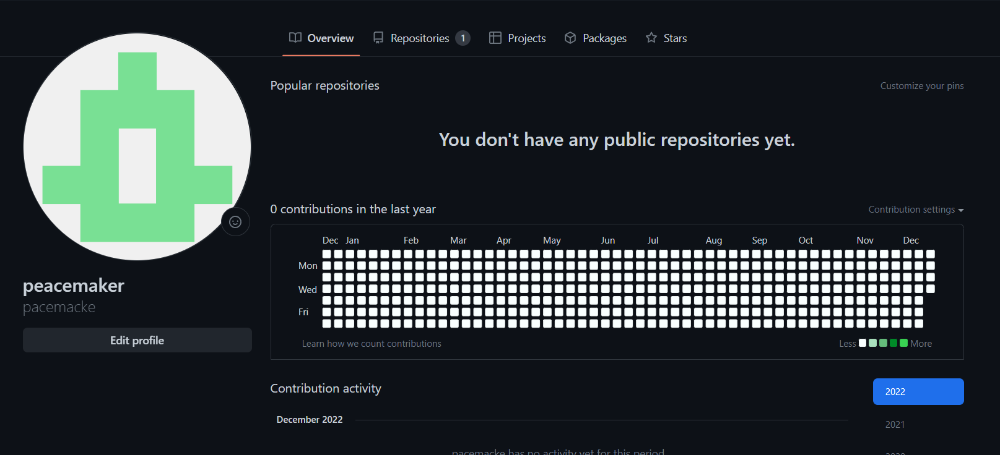 Overview Repositories 1 Projects Packages Stars
Popular repositories Customize your pins
You don't have any public repositories yet.
0 contributions in the last year Contribution settings
Dec Jan Feb Mar Apr May Jun Jul Aug Sep Oct Nov Dec
Mon
Wed
Fri
Learn how we count contributions Less More
peacemaker
pacemacke
Edit profile
Contribution activity
2022
December 2022
2021
pacemacke has no activity yet for this period.
2020